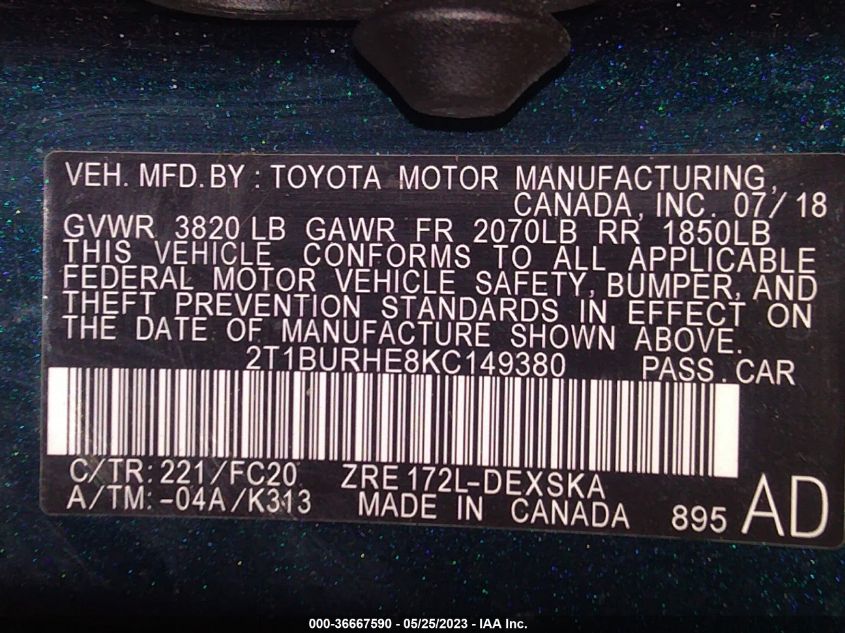 VEH. MFD.BY : TOYOTA MOTOR MANUFACTURING,
CANADA, INC. 07/18
GVWR 3820 LB GAWR FR 2070LB RR 1850LB
THIS VEHICLE CONFORMS TO ALL APPLICABLE
FEDERAL MOTOR VEHICLE SAFETY, BUMPER, AND
THEFT PREVENTION STANDARDS IN EFFECT ON
THE DATE OF MANUFACTURE SHOWN ABOVE.
2T1BURHE8KC149380 PASS.CAR
C/TR: 221/FC20 ZRE172L-DEXSKA
A/TM: -04A/K313 MADE IN CANADA 895 AD
000-36667590 - 05/25/2023 - IAA Inc.